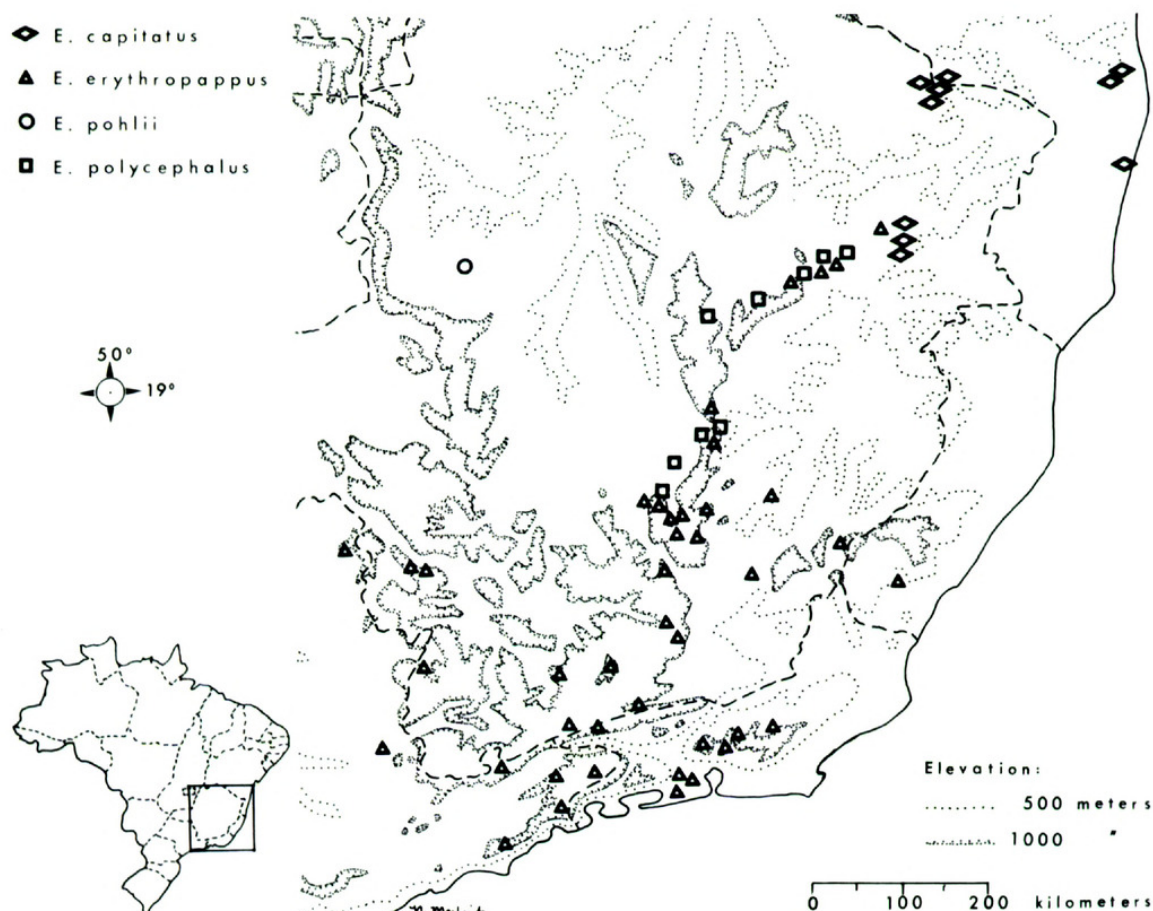 E. capitatus
E. erythropappus
E. pohlii
E. polycephalus
50°
19°
Elevation:
500 meters
1000 "
0 100 200 kilometers